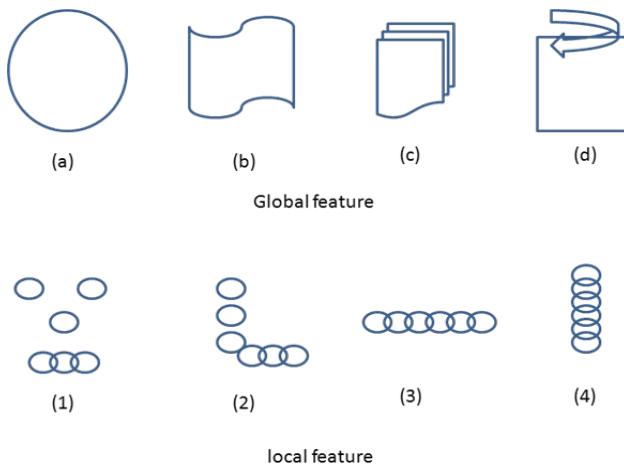 (a) (b) (c) (d)
Global feature
(1) (2) (3) (4)
local feature